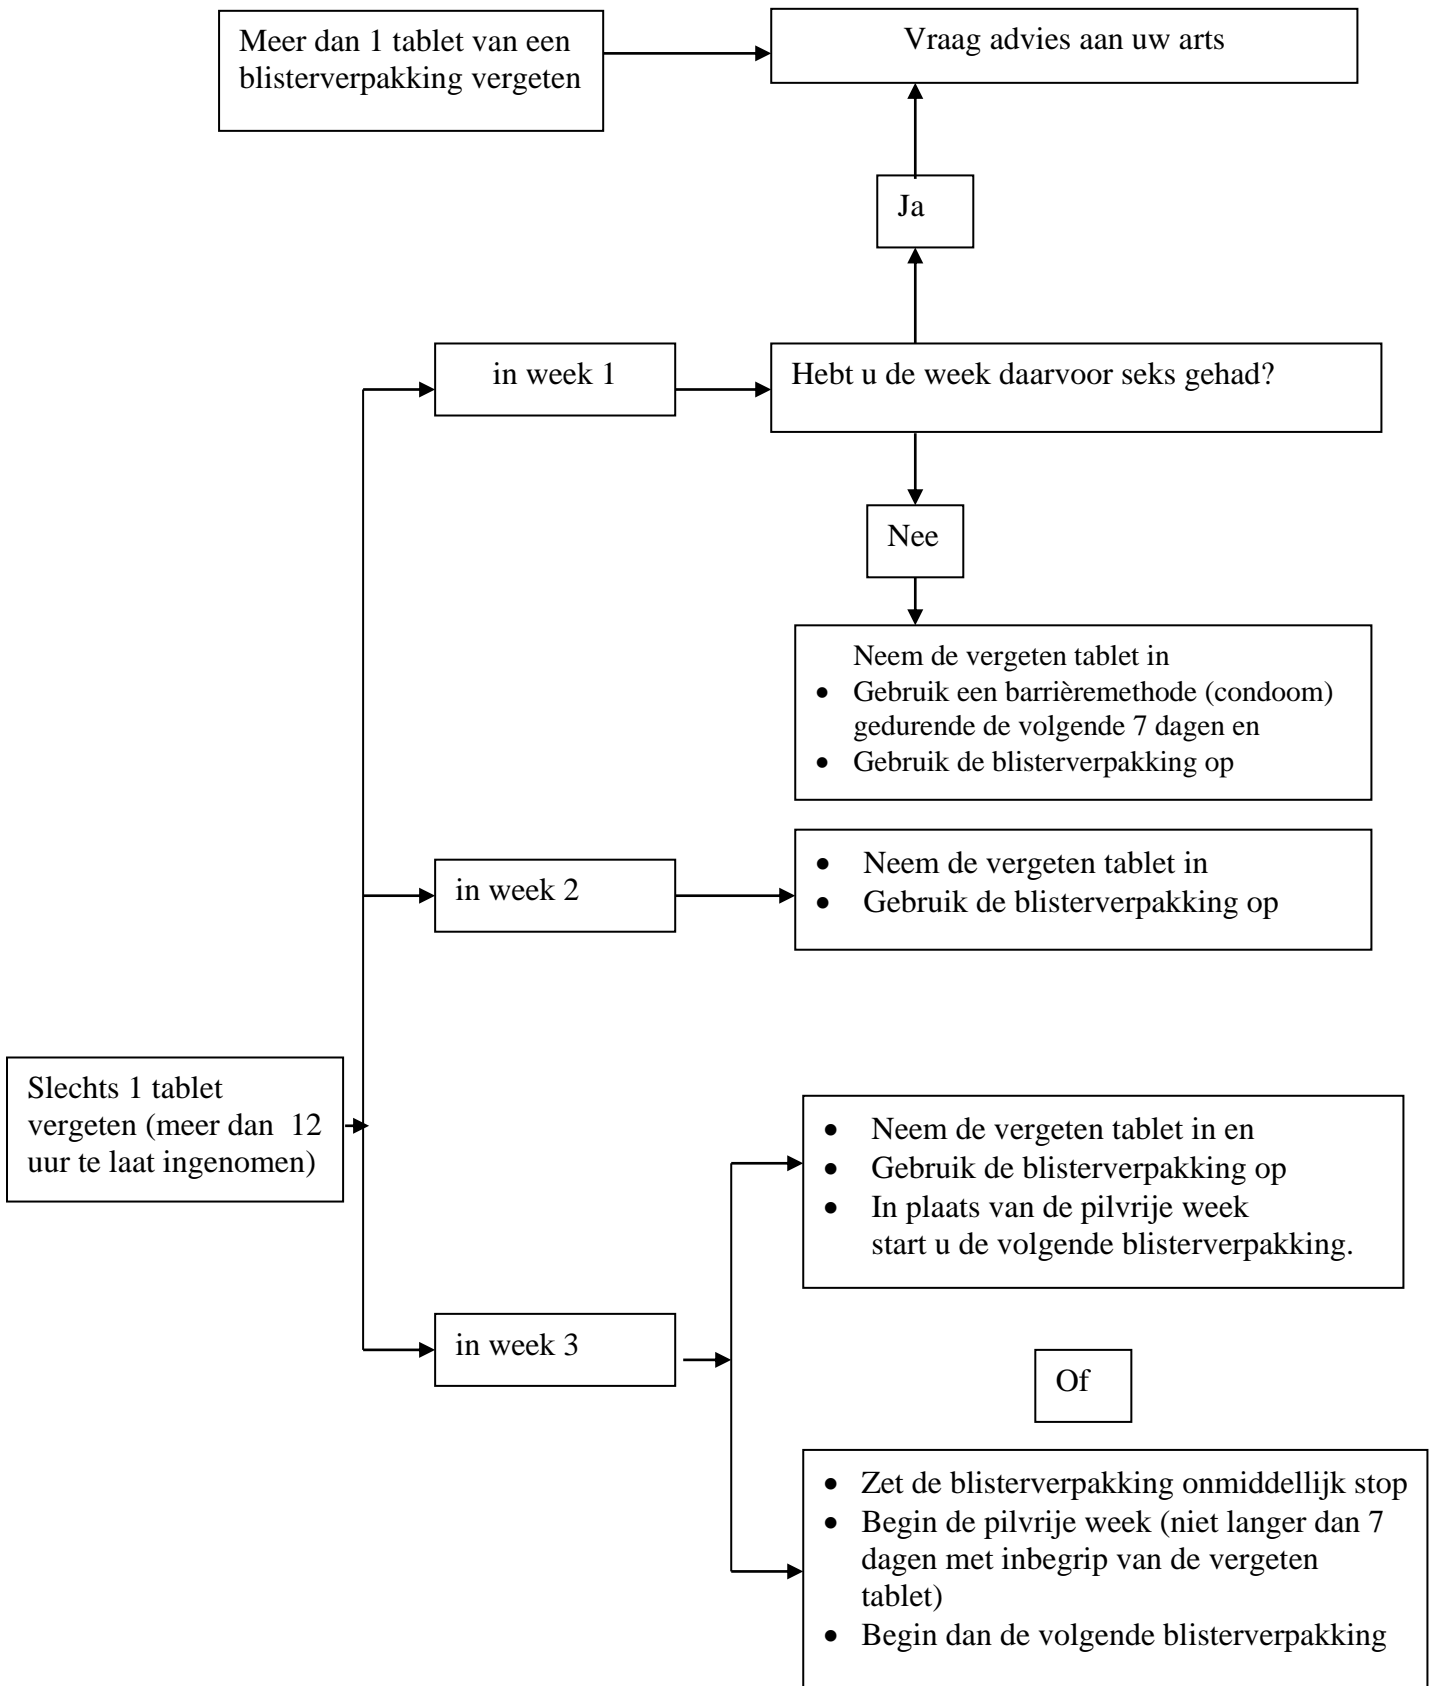 Meer dan 1 tablet van een
blisterverpakking vergeten
Vraag advies aan uw arts
Ja
in week 1
Hebt u de week daarvoor seks gehad?
Nee
Neem de vergeten tablet in
• Gebruik een barrièremethode (condoom)
gedurende de volgende 7 dagen en
• Gebruik de blisterverpakking op
in week 2
• Neem de vergeten tablet in
• Gebruik de blisterverpakking op
Slechts 1 tablet
vergeten (meer dan 12
uur te laat ingenomen)
• Neem de vergeten tablet in en
• Gebruik de blisterverpakking op
• In plaats van de pilvrije week
start u de volgende blisterverpakking.
in week 3
Of
• Zet de blisterverpakking onmiddellijk stop
• Begin de pilvrije week (niet langer dan 7
dagen met inbegrip van de vergeten
tablet)
• Begin dan de volgende blisterverpakking